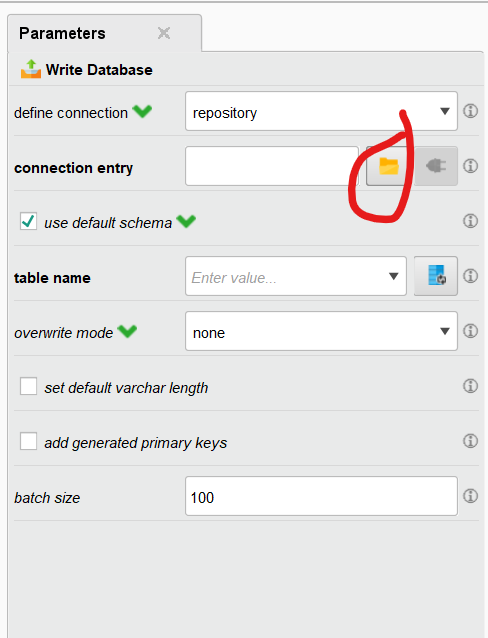 Parameters
Write Database
define connection
repository
connection entry
use default schema
table name
Enter value...
overwrite mode
none
set default varchar length
add generated primary keys
batch size
100